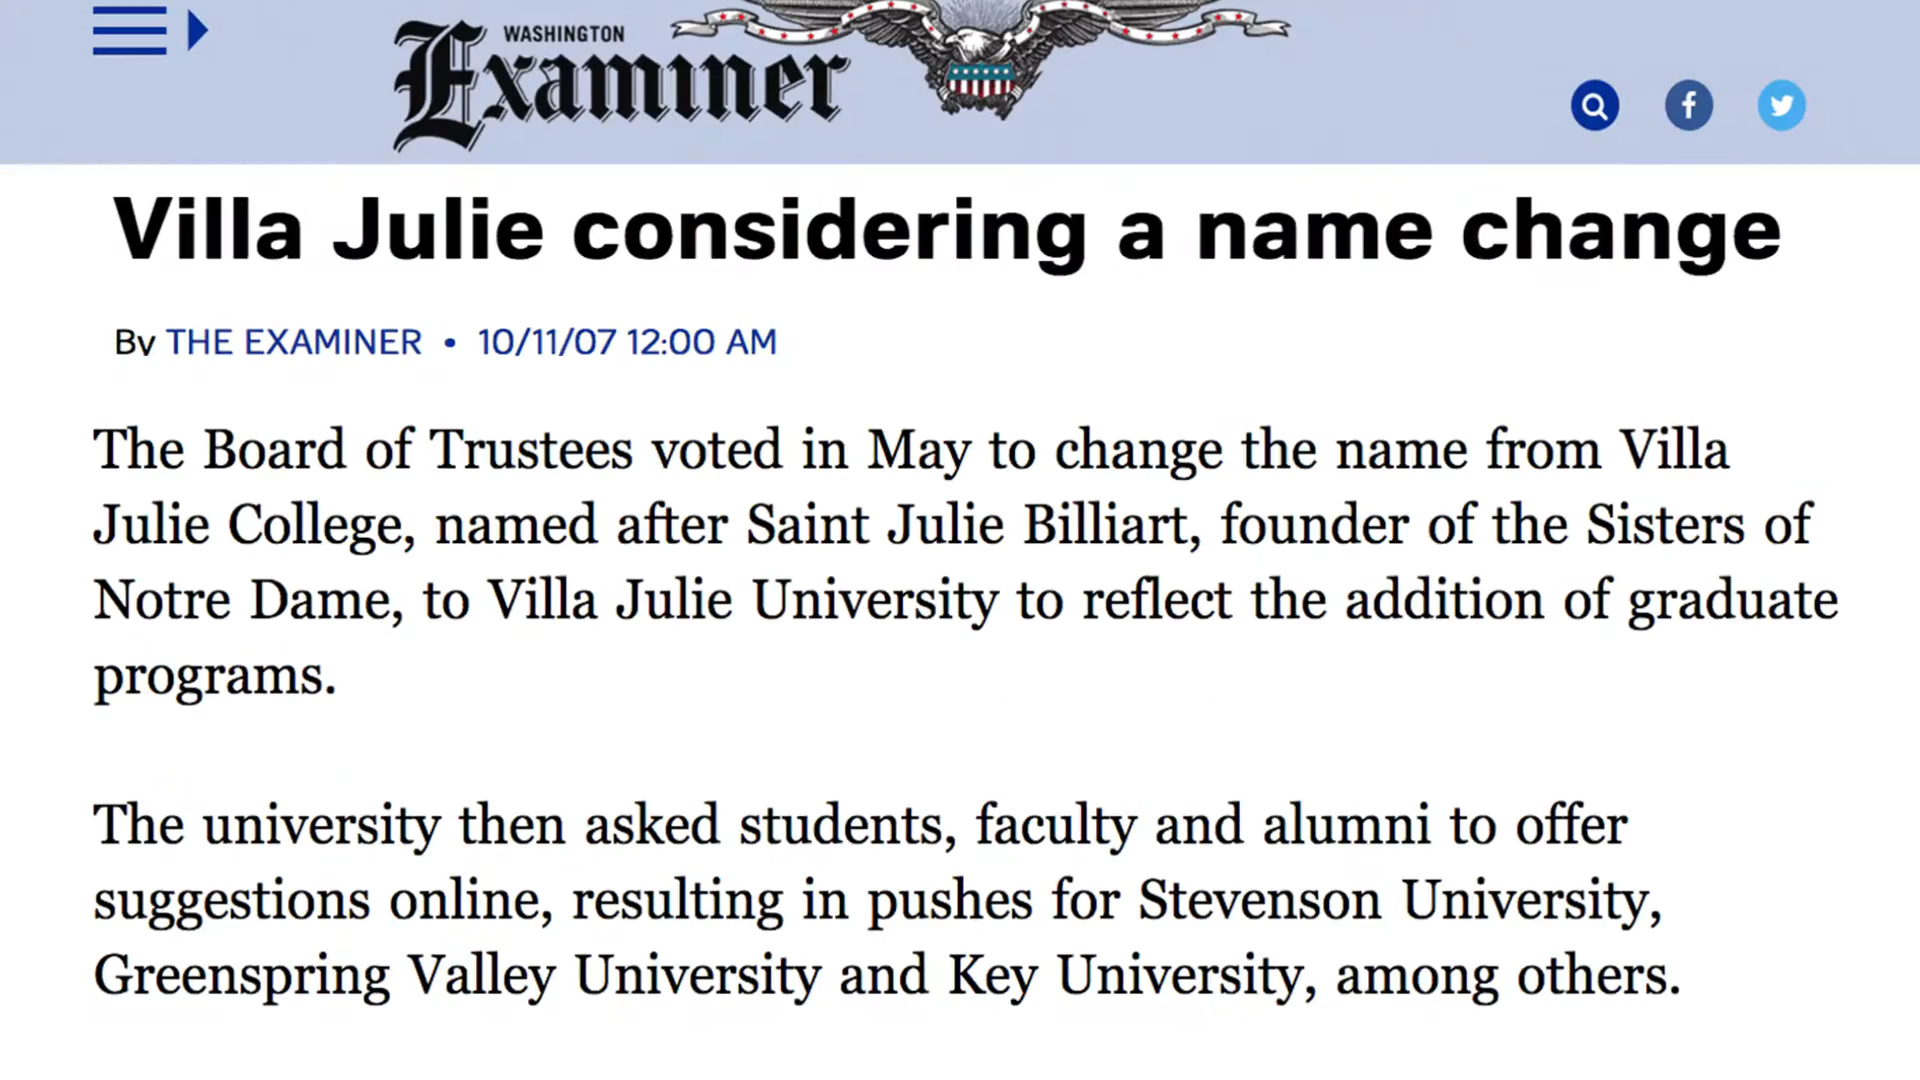 WASHINGTON
Examiner
Villa Julie considering a name change
By THE EXAMINER • 10/11/07 12:00 AM
The Board of Trustees voted in May to change the name from Villa
Julie College, named after Saint Julie Billiart, founder of the Sisters of
Notre Dame, to Villa Julie University to reflect the addition of graduate
programs.
The university then asked students, faculty and alumni to offer
suggestions online, resulting in pushes for Stevenson University,
Greenspring Valley University and Key University, among others.